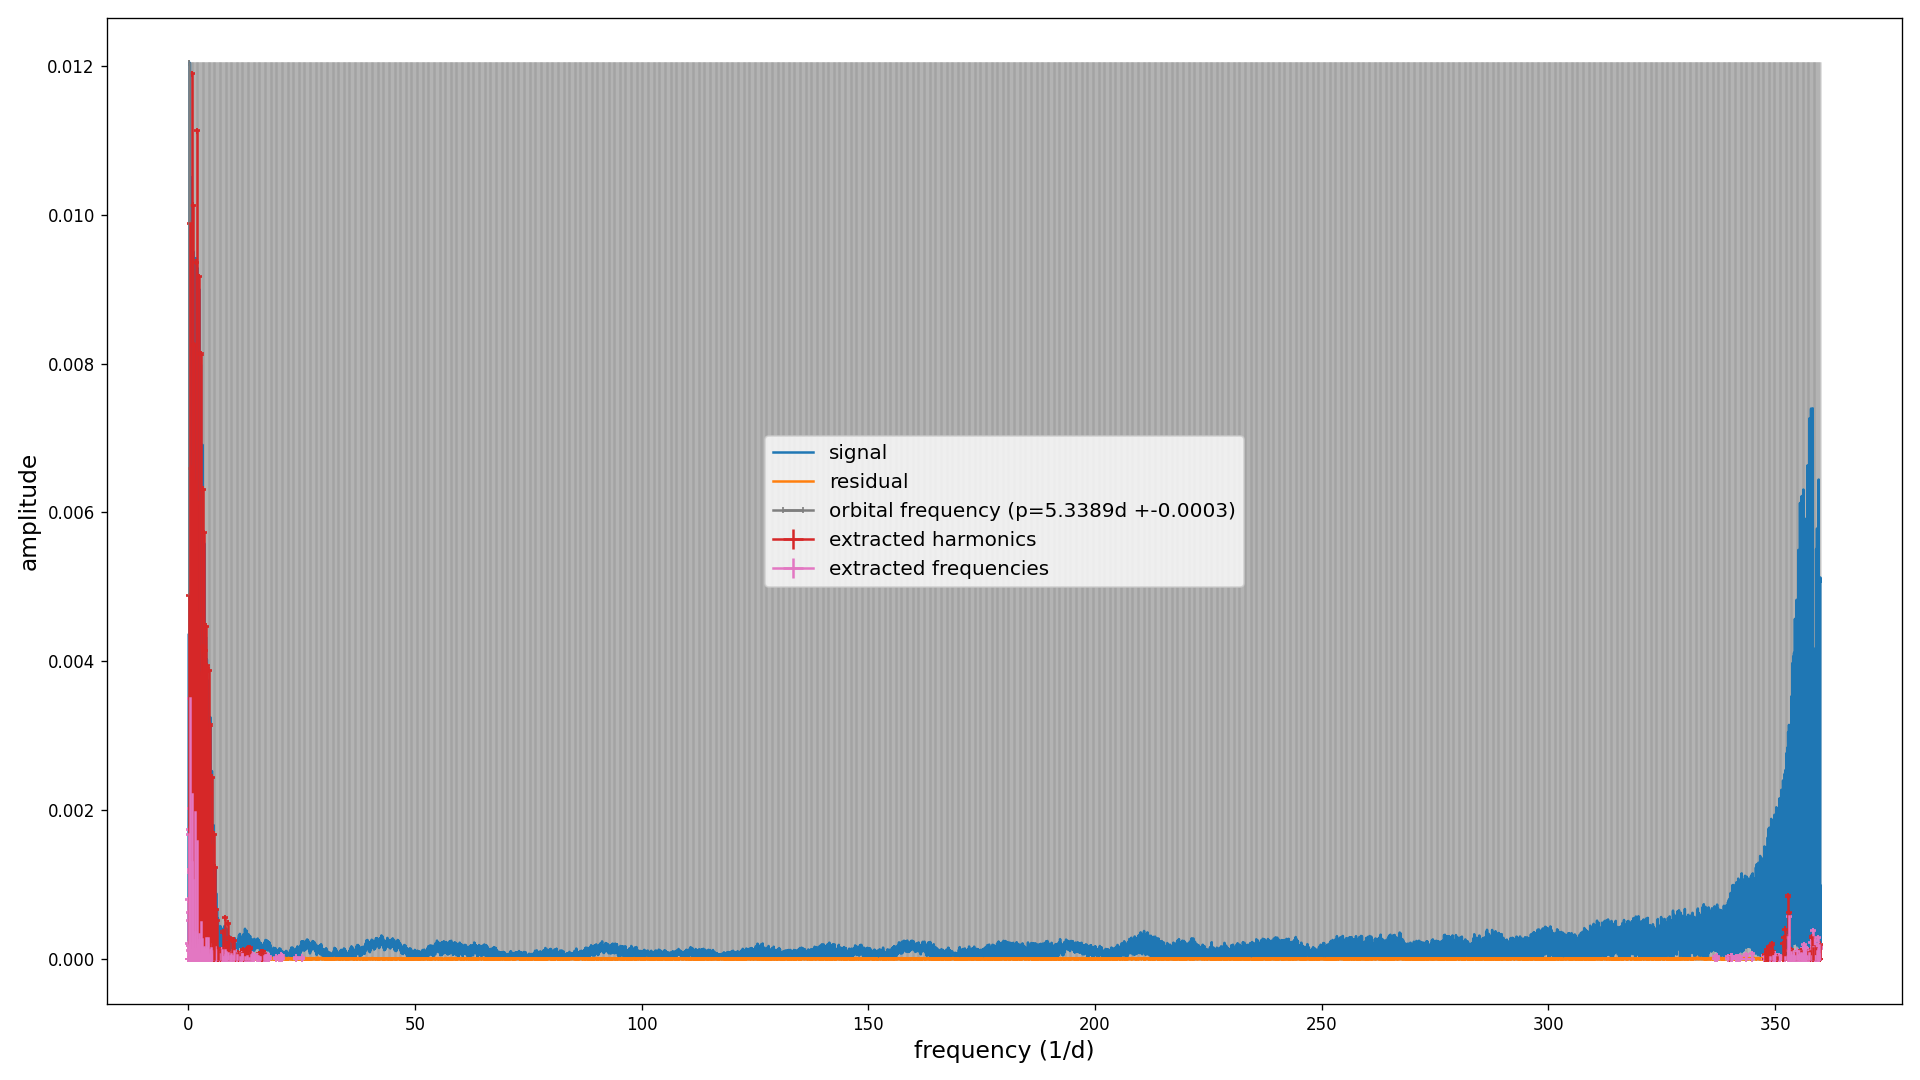 0.012
0.010
0.008
0.006
0.004
0.002
0.000
amplitude
signal
residual
orbital frequency (p=5.3389d +-0.0003)
extracted harmonics
extracted frequencies
0 50 100 150 200 250 300 350
frequency (1/d)